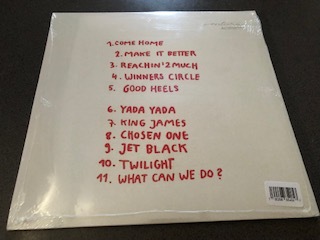 1. COME HOME
2. MAKE IT BETTER
3. REACHIN' 2 MUCH
4. WINNERS CIRCLE
5. GOOD HEELS
6. YADA YADA
7. KING JAMES
8. CHOSEN ONE
9. JET BLACK
10. TWILIGHT
11. WHAT CAN WE DO?